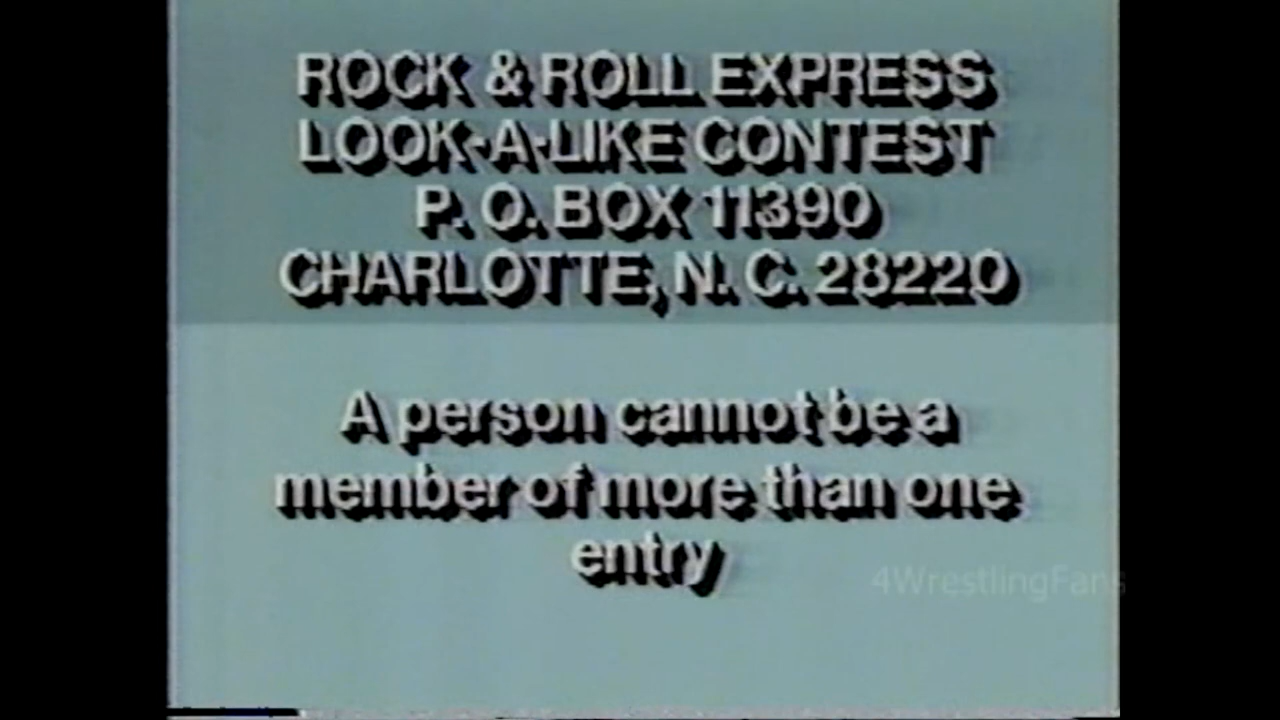 ROCK & ROLL EXPRESS
LOOK-A-LIKE CONTEST
P. O. BOX 11390
CHARLOTTE, N. C. 28220
A person cannot be a
member of more than one
entry
4WrestlingFans